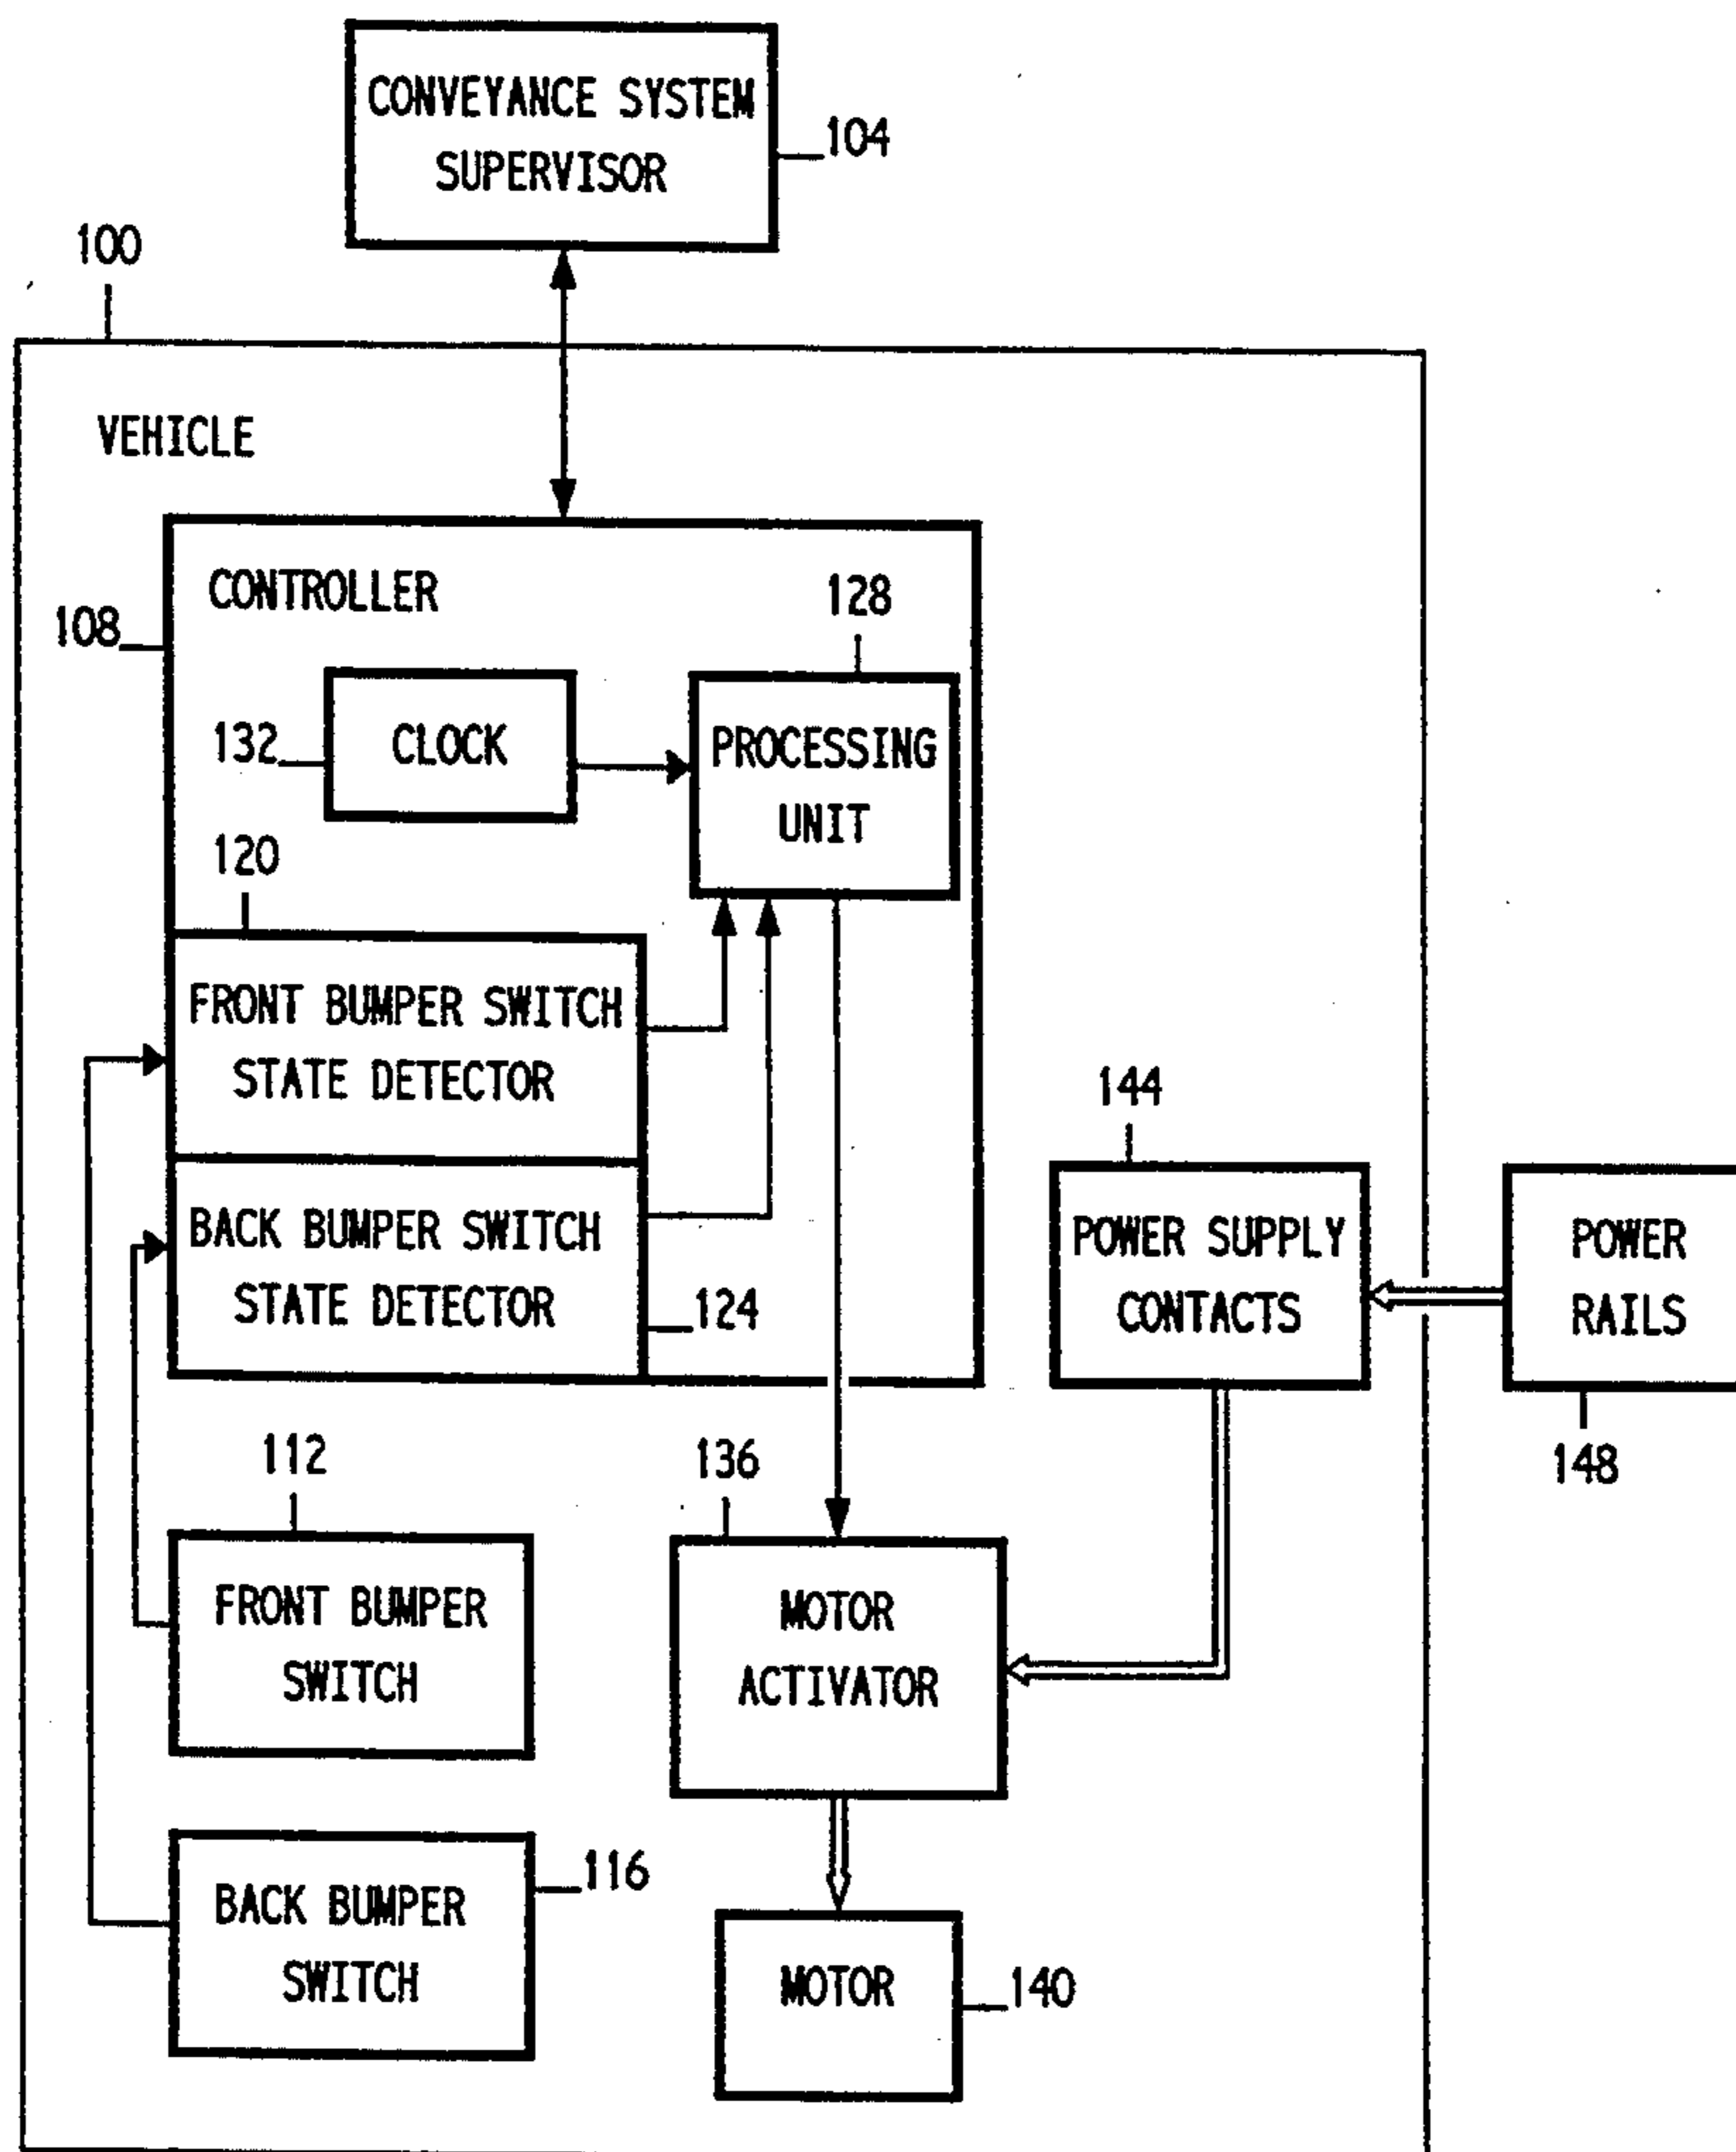 CONVEYANCE SYSTEM
SUPERVISOR
104
100
VEHICLE
CONTROLLER
108
128
132
CLOCK
PROCESSING
UNIT
120
FRONT BUMPER SWITCH
STATE DETECTOR
144
BACK BUMPER SWITCH
STATE DETECTOR
124
POWER SUPPLY
CONTACTS
POWER
RAILS
148
112
136
FRONT BUMPER
SWITCH
MOTOR
ACTIVATOR
116
BACK BUMPER
SWITCH
MOTOR
140